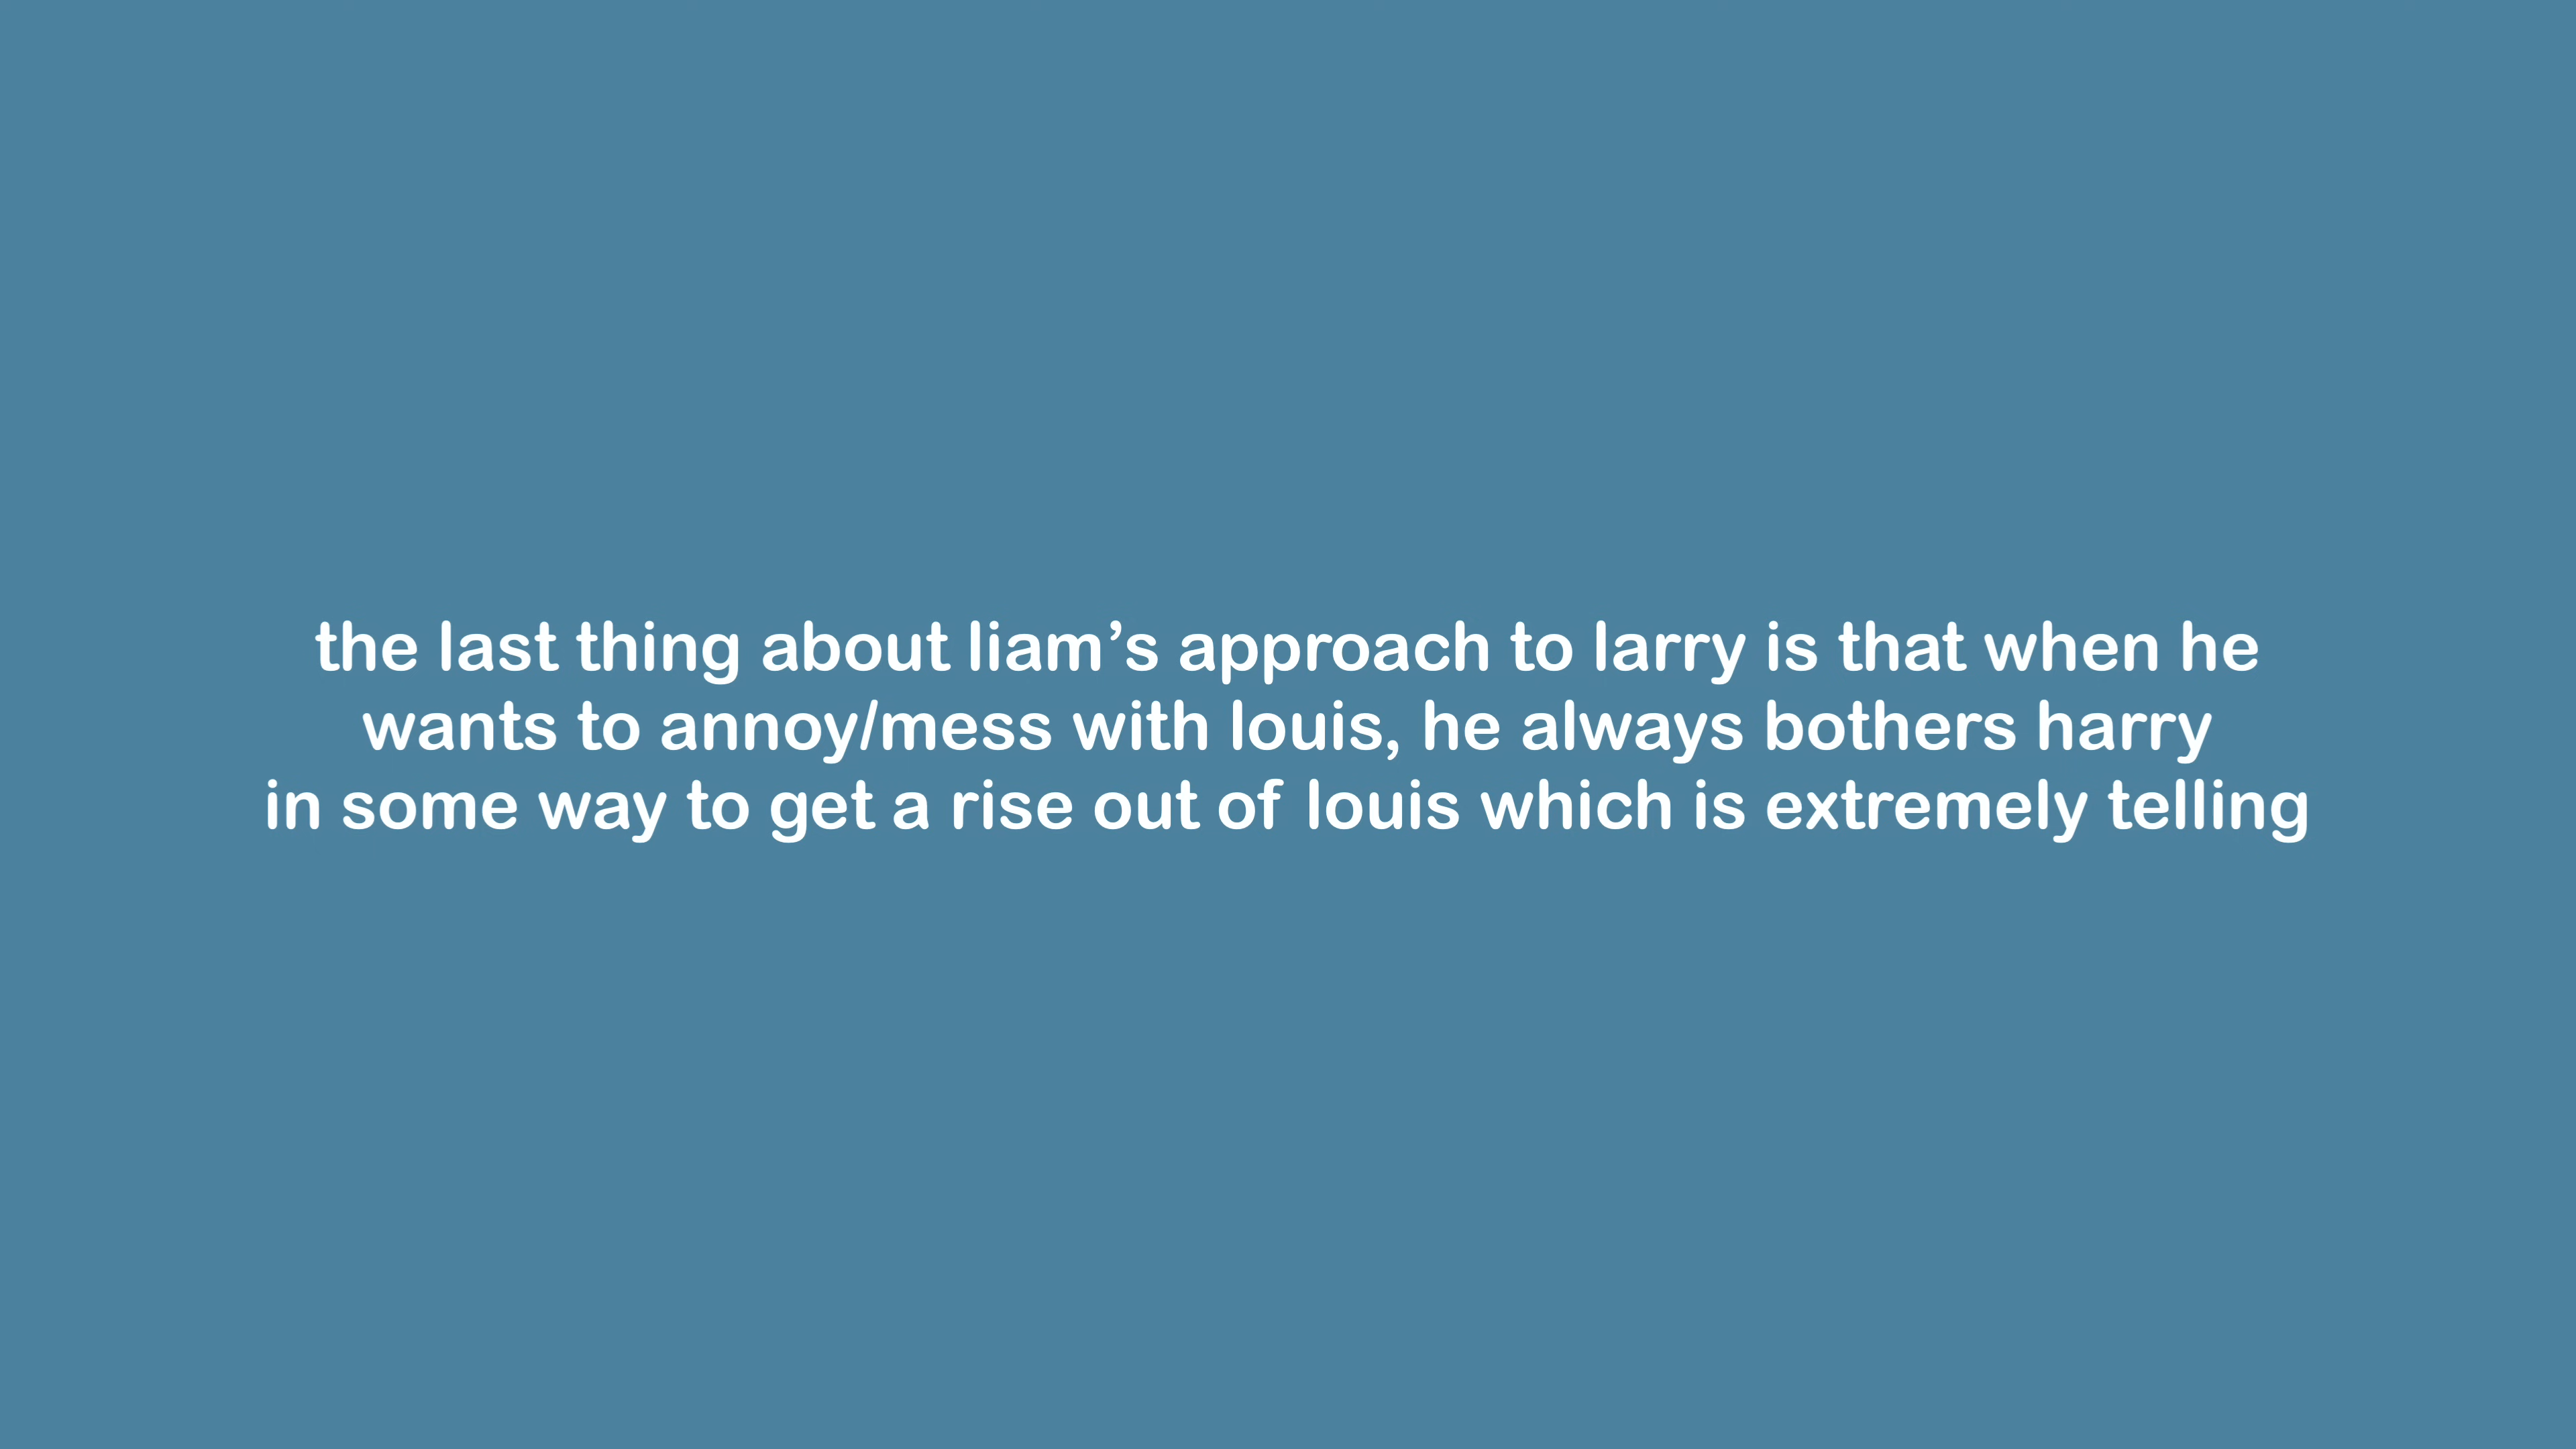 the last thing about liam’s approach to larry is that when he
wants to annoy/mess with louis, he always bothers harry
in some way to get a rise out of louis which is extremely telling